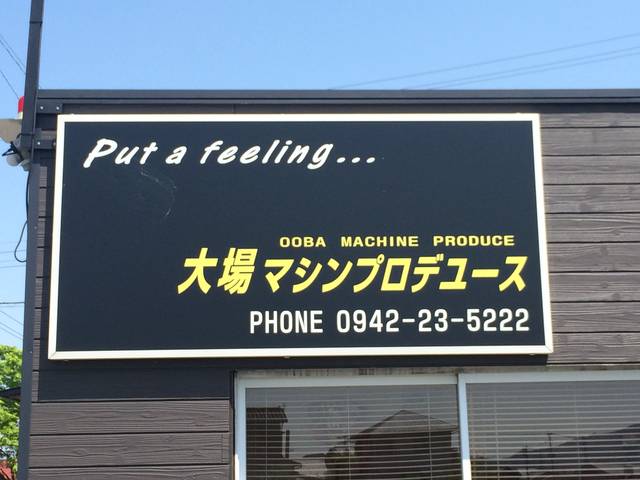 Put a feeling...
OOBA MACHINE PRODUCE
大場マシンプロデュース
PHONE 0942-23-5222